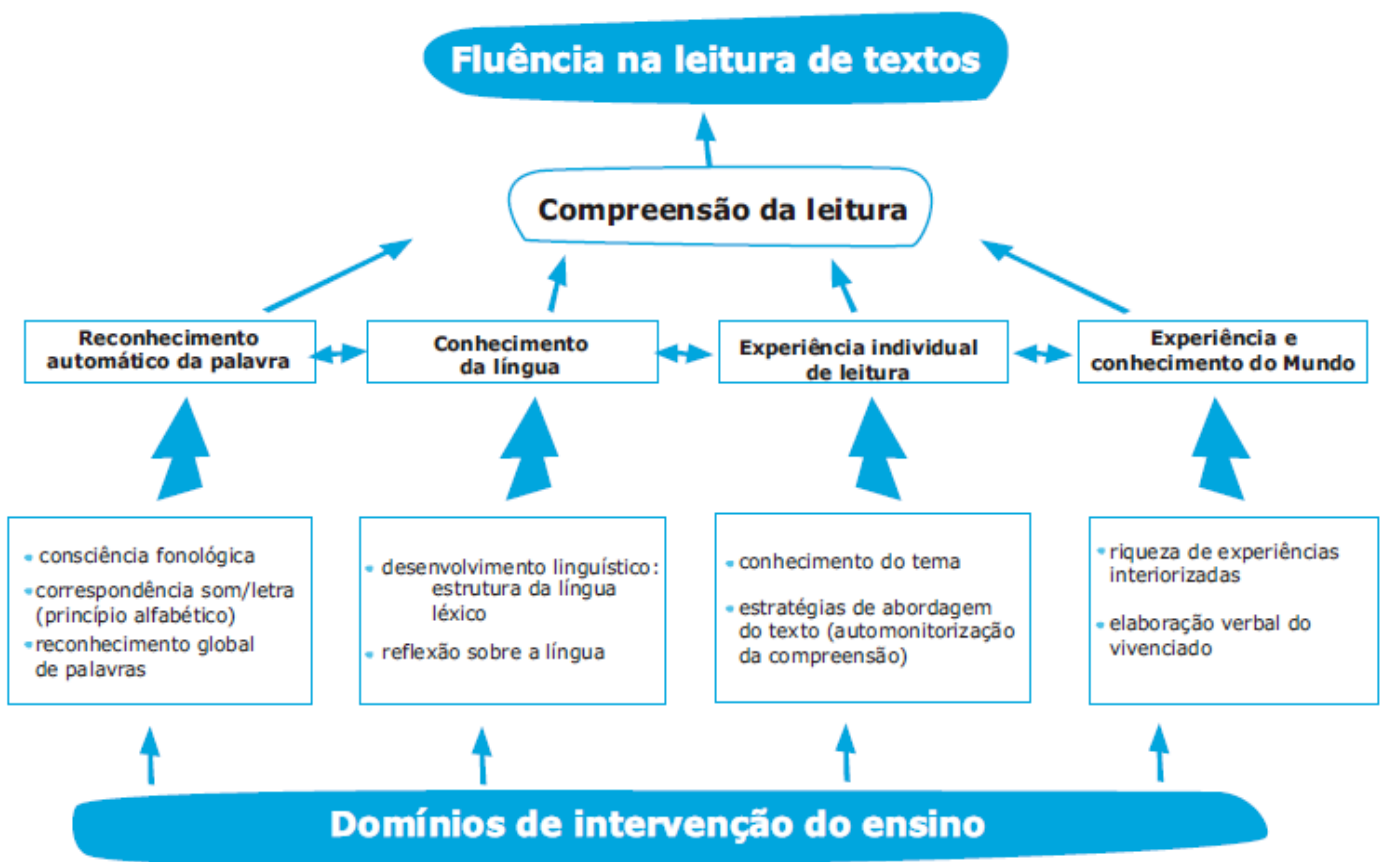 Fluência na leitura de textos
Compreensão da leitura
Reconhecimento
automático da palavra
Conhecimento
da língua
Experiência individual
de leitura
Experiência e
conhecimento do Mundo
• consciência fonológica
• correspondência som/letra
(princípio alfabético)
• reconhecimento global
de palavras
• desenvolvimento linguístico:
estrutura da língua
léxico
• reflexão sobre a língua
• conhecimento do tema
• estratégias de abordagem
do texto (automonitorização
da compreensão)
• riqueza de experiências
interiorizadas
• elaboração verbal do
vivenciado
Domínios de intervenção do ensino